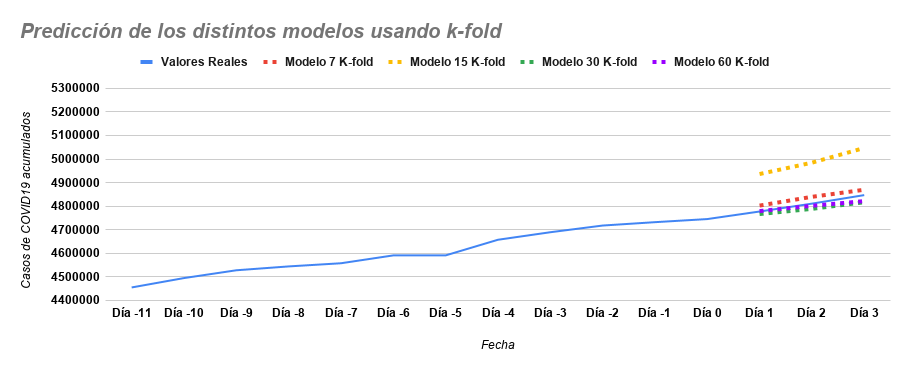 Predicción de los distintos modelos usando k-fold
Valores Reales Modelo 7 K-fold Modelo 15 K-fold Modelo 30 K-fold Modelo 60 K-fold
Casos de COVID19 acumulados
5300000
5200000
5100000
5000000
4900000
4800000
4700000
4600000
4500000
4400000
Día -11 Día -10 Día -9 Día -8 Día -7 Día -6 Día -5 Día -4 Día -3 Día -2 Día -1 Día 0 Día 1 Día 2 Día 3
Fecha